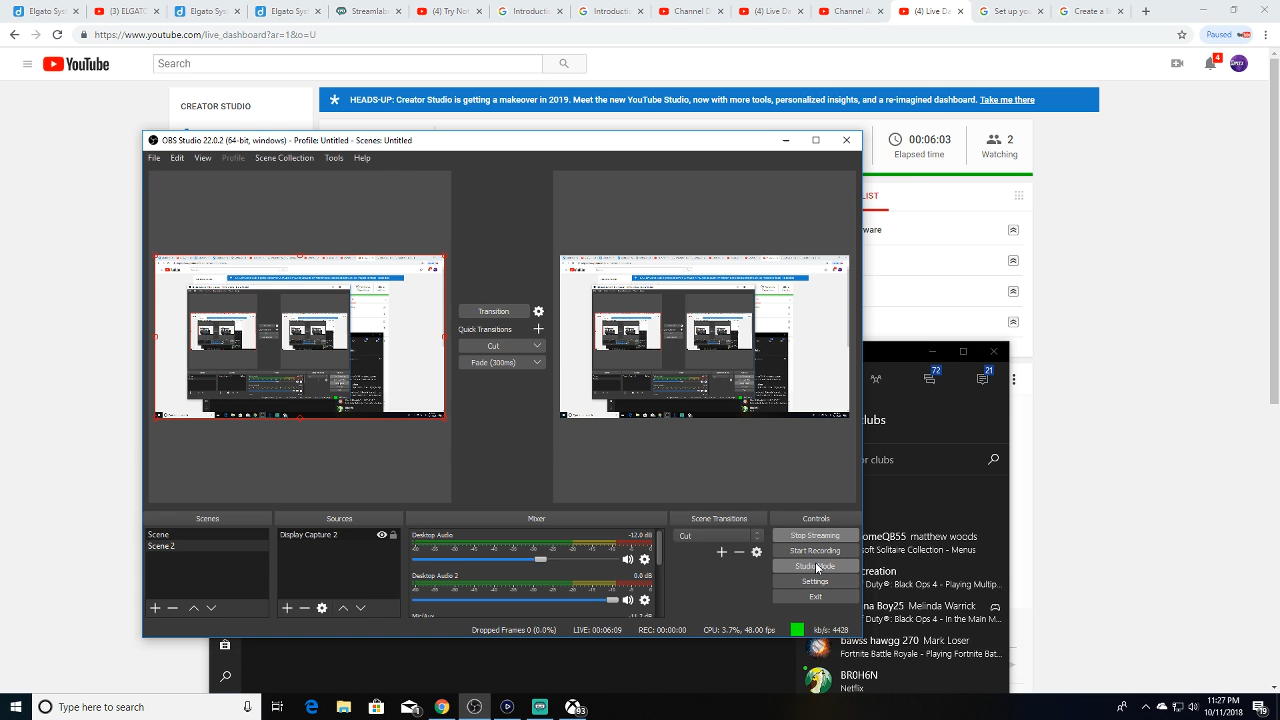 Elgato Sys
(3) ELGATO
Elgato Sys
Elgato Sys
Streamlab
(4) Try Not
Introduction
Introduction
Channel D
(4) Live Da
Channel A
(4) Live Da
Set up you
Create a li
Paused
https://www.youtube.com/live_dashboard?ar=1&o=U
YouTube
Search
4
CREATOR STUDIO
HEADS-UP: Creator Studio is getting a makeover in 2019. Meet the new YouTube Studio, now with more tools, personalized insights, and a re-imagined dashboard. Take me there
00:06:03
Elapsed time
2
Watching
LIST
ware
OBS Studio 22.0.2 (64-bit, windows) - Profile: Untitled - Scenes: Untitled
File Edit View Profile Scene Collection Tools Help
Transition
Quick Transitions
Cut
Fade (300ms)
Scenes
Scene
Scene 2
Sources
Display Capture 2
Mixer
Desktop Audio -12.0 dB
Desktop Audio 2 0.0 dB
Mic/Aux
Scene Transitions
Cut
Controls
Stop Streaming
Start Recording
Studio Mode
Settings
Exit
Dropped Frames 0 (0.0%) LIVE: 00:06:09 REC: 00:00:00 CPU: 3.7%, 48.00 fps kb/s: 4428
72
21
clubs
or clubs
omeQB55 matthew woods
soft Solitaire Collection - Menus
creation
Duty®: Black Ops 4 - Playing Multip...
na Boy25 Melinda Warrick
Duty®: Black Ops 4 - In the Main M...
bawss hawgg 270 Mark Loser
Fortnite Battle Royale - Playing Fortnite Bat...
BR0H6N
Netflix
Type here to search
93
11:27 PM
10/11/2018